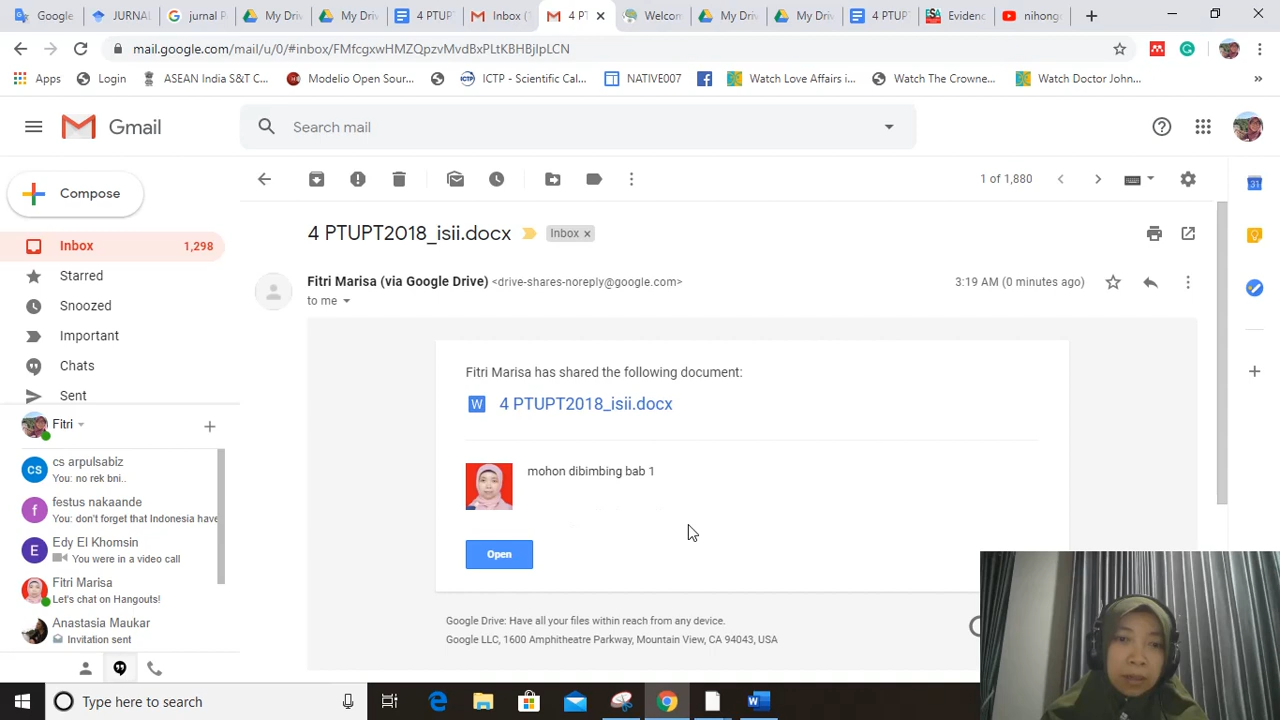 Google
JURNAL
jurnal P
My Driv
My Driv
4 PTUPT
Inbox (1
4 PT
Welcom
My Driv
My Driv
4 PTUPT
Evidenc
nihong
mail.google.com/mail/u/0/#inbox/FMfcgxwHMZQpzvMvdBxPLtKBHBjlpLCN
Apps
Login
ASEAN India S&T C...
Modelio Open Sour...
ICTP - Scientific Cal...
NATIVE007
Watch Love Affairs i...
Watch The Crowne...
Watch Doctor John...
Gmail
Search mail
Compose
1 of 1,880
Inbox 1,298
Starred
Snoozed
Important
Chats
Sent
4 PTUPT2018_isii.docx
Inbox ×
Fitri Marisa (via Google Drive) <drive-shares-noreply@google.com>
3:19 AM (0 minutes ago)
to me
Fitri Marisa has shared the following document:
W 4 PTUPT2018_isii.docx
mohon dibimbing bab 1
Open
Google Drive: Have all your files within reach from any device.
Google LLC, 1600 Amphitheatre Parkway, Mountain View, CA 94043, USA
31
Fitri
CS
cs arpulsabiz
You: no rek bni..
f
festus nakaande
You: don't forget that Indonesia have
E
Edy El Khomsin
You were in a video call
Fitri Marisa
Let's chat on Hangouts!
Anastasia Maukar
Invitation sent
Type here to search